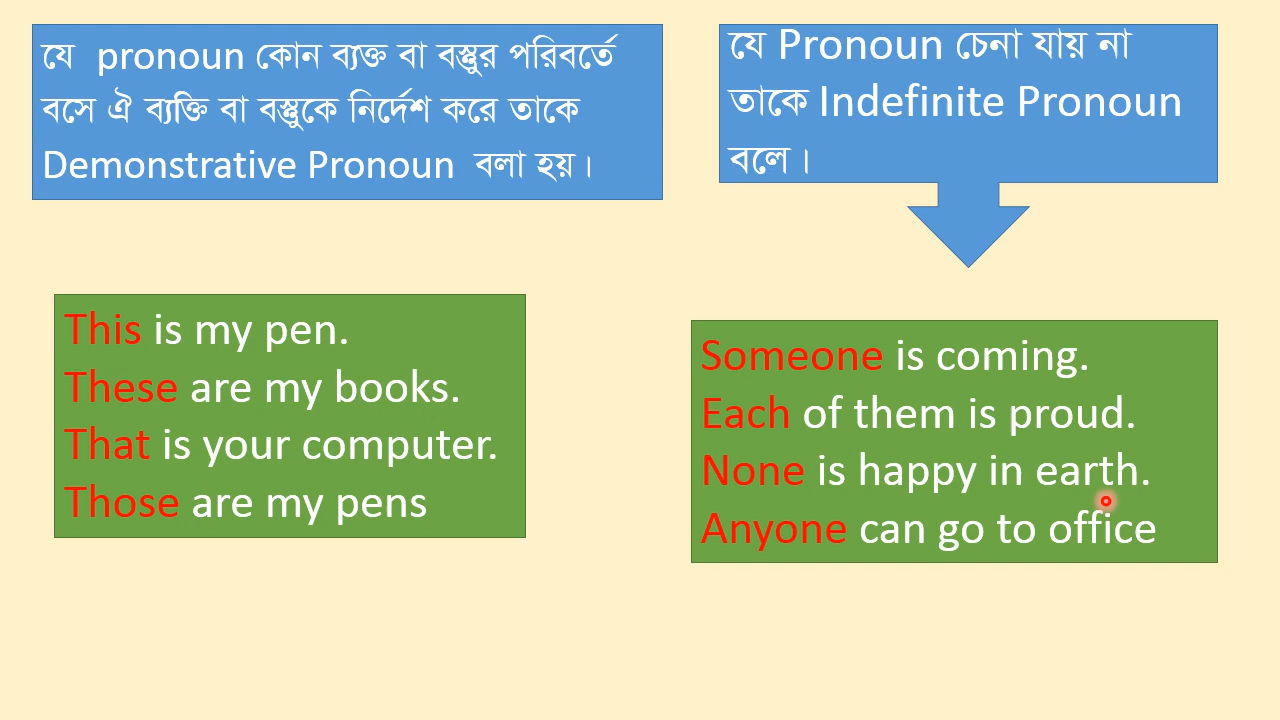 যে pronoun কোন ব্যক্ত বা বস্তুর পরিবর্তে
বসে ঐ ব্যক্তি বা বস্তুকে নির্দেশ করে তাকে
Demonstrative Pronoun বলা হয়।
যে Pronoun চেনা যায় না
তাকে Indefinite Pronoun
বলে।
This is my pen.
These are my books.
That is your computer.
Those are my pens
Someone is coming.
Each of them is proud.
None is happy in earth.
Anyone can go to office